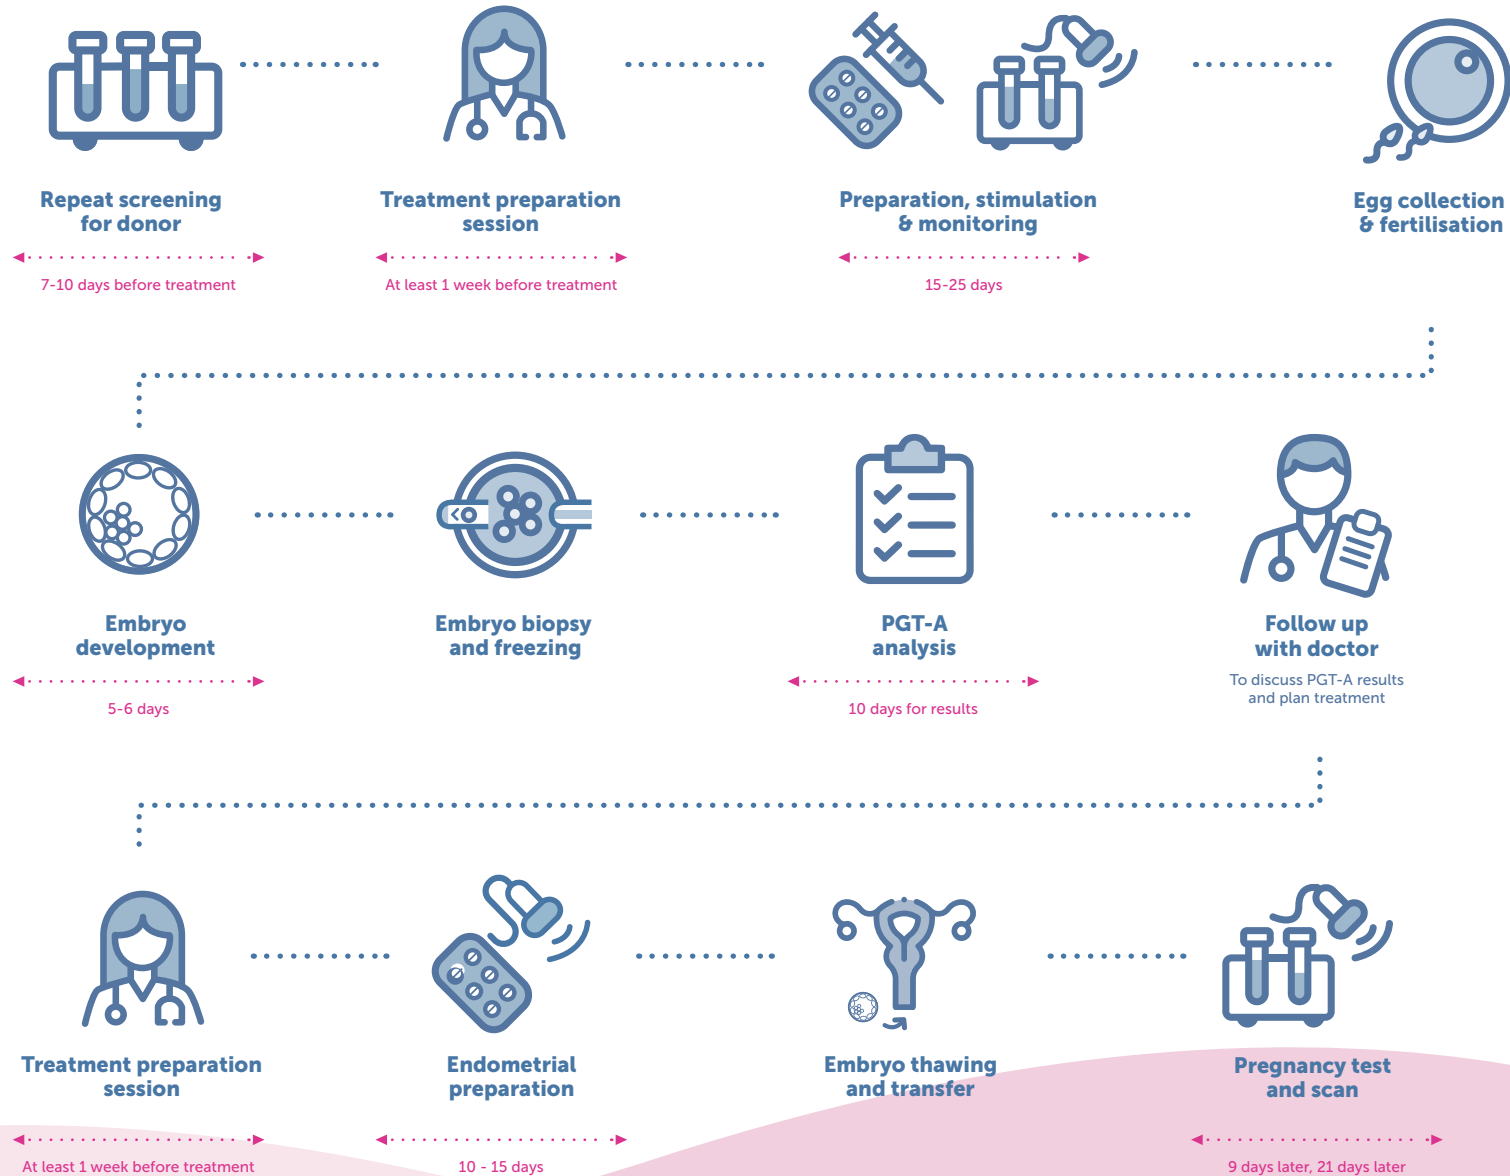 Repeat screening
for donor
7-10 days before treatment
Treatment preparation
session
At least 1 week before treatment
Preparation, stimulation
& monitoring
15-25 days
Egg collection
& fertilisation
Embryo
development
5-6 days
Embryo biopsy
and freezing
PGT-A
analysis
10 days for results
Follow up
with doctor
To discuss PGT-A results
and plan treatment
Treatment preparation
session
At least 1 week before treatment
Endometrial
preparation
10 - 15 days
Embryo thawing
and transfer
Pregnancy test
and scan
9 days later, 21 days later